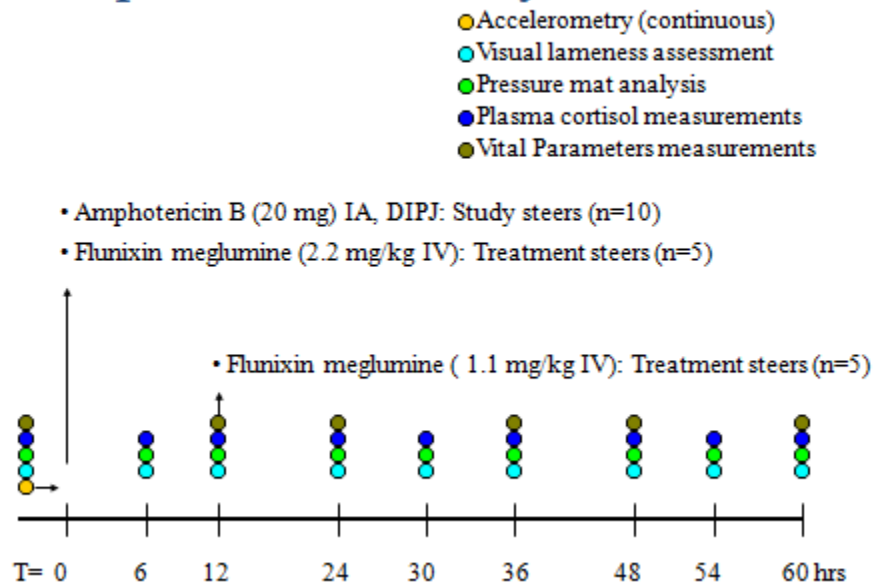 Accelerometry (continuous)
Visual lameness assessment
Pressure mat analysis
Plasma cortisol measurements
Vital Parameters measurements
• Amphotericin B (20 mg) IA, DIPJ: Study steers (n=10)
• Flunixin meglumine (2.2 mg/kg IV): Treatment steers (n=5)
• Flunixin meglumine ( 1.1 mg/kg IV): Treatment steers (n=5)
T= 0 6 12 24 30 36 48 54 60 hrs